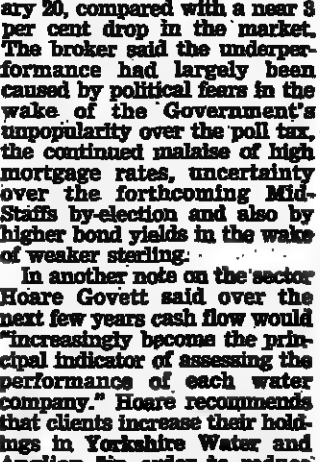 ary 20, compared with a near 3
per cent drop in the market.
The broker said the underper-
formance had largely been
caused by political fears in the
wake of the Government's
unpopularity over the poll tax,
the continued malaise of high
mortgage rates, uncertainty
over the forthcoming Mid-
Staffs by-election and also by
higher bond yields in the wake
of weaker sterling.
In another note on the sector
Hoare Govett said over the
next few years cash flow would
"increasingly become the prin-
cipal indicator of assessing the
performance of each water
company." Hoare recommends
that clients increase their hold-
ings in Yorkshire Water and
Anglian "in order to reduce